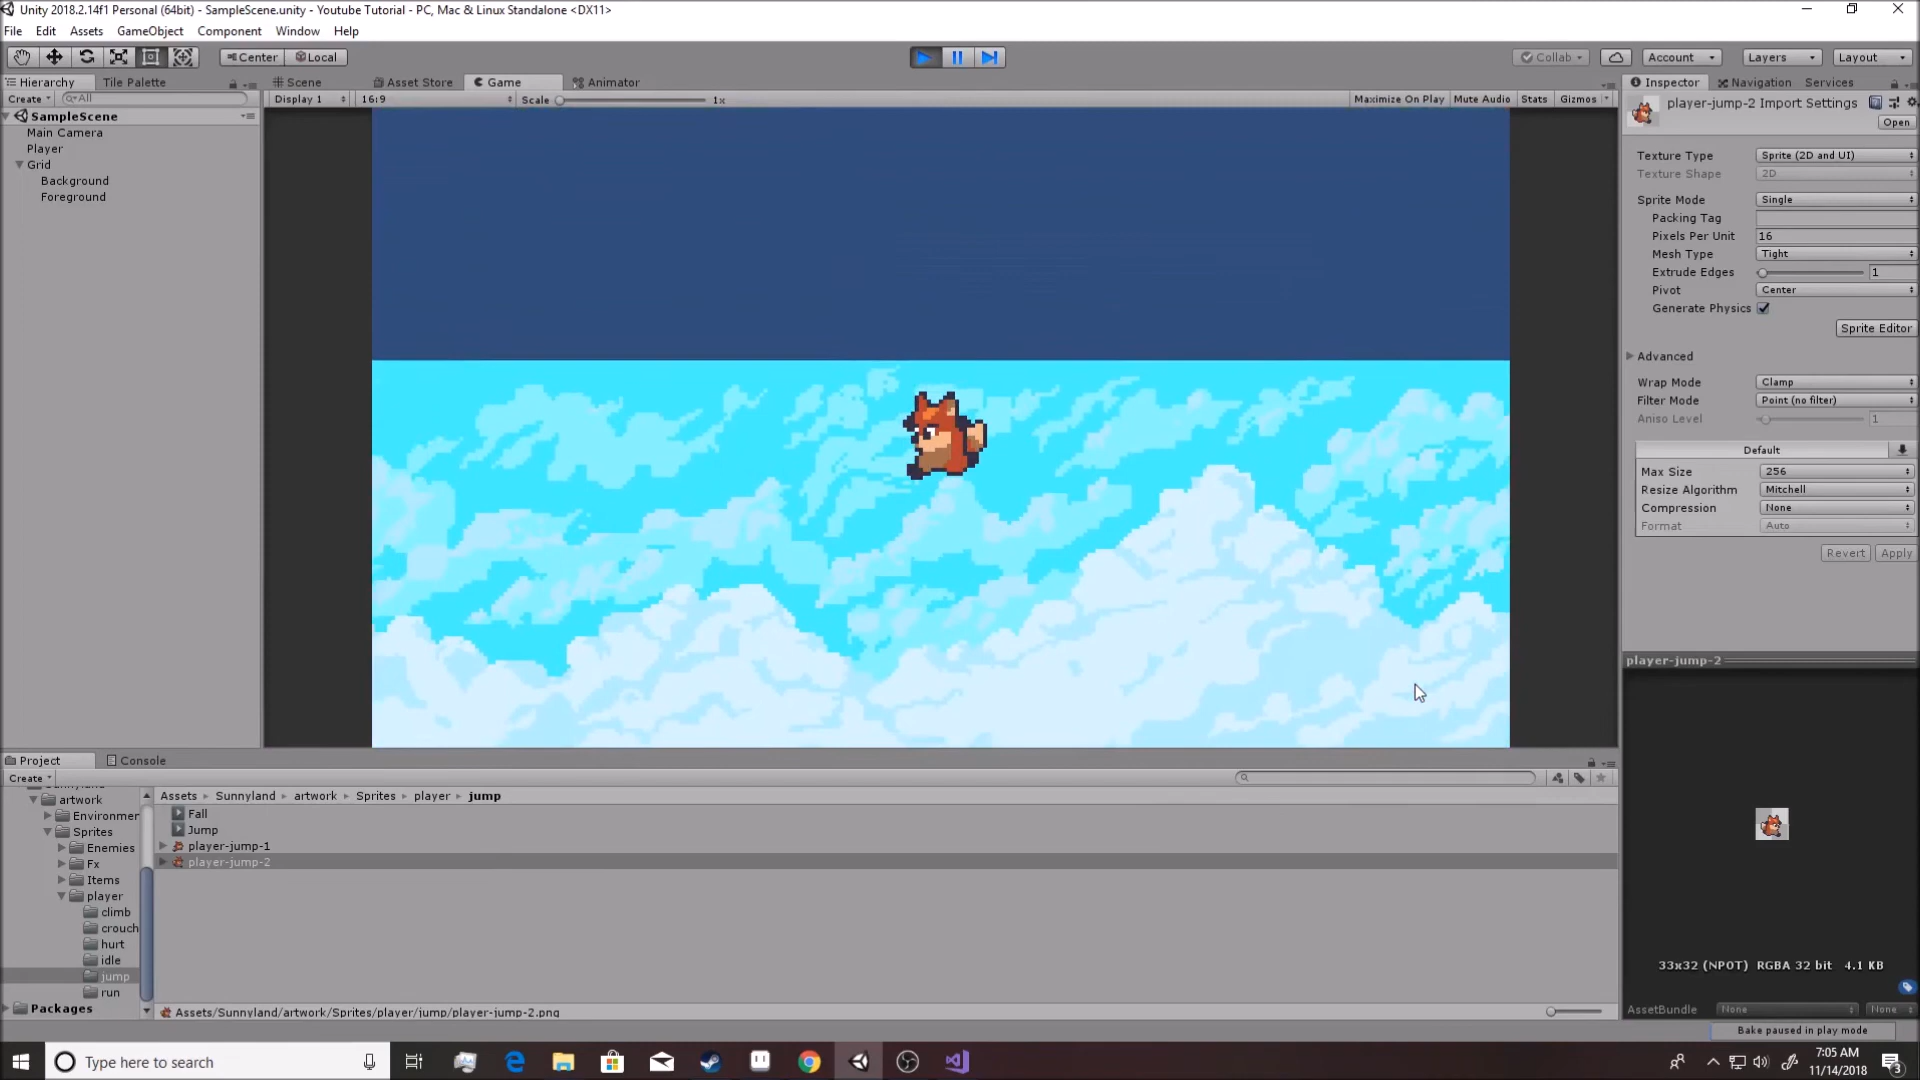 Unity 2018.2.14f1 Personal (64bit) - SampleScene.unity - Youtube Tutorial - PC, Mac & Linux Standalone <DX11>
File Edit Assets GameObject Component Window Help
Center Local Collab Account Layers Layout
Hierarchy Tile Palette Scene Asset Store Game Animator Inspector Navigation Services
Create All Display 1 16:9 Scale 1x Maximize On Play Mute Audio Stats Gizmos
SampleScene
Main Camera
Player
Grid
Background
Foreground
player-jump-2 Import Settings
Open
Texture Type Sprite (2D and UI)
Texture Shape 2D
Sprite Mode Single
Packing Tag
Pixels Per Unit 16
Mesh Type Tight
Extrude Edges 1
Pivot Center
Generate Physics
Sprite Editor
Advanced
Wrap Mode Clamp
Filter Mode Point (no filter)
Aniso Level 1
Default
Max Size 256
Resize Algorithm Mitchell
Compression None
Format Auto
Revert Apply
player-jump-2
33x32 (NPOT) RGBA 32 bit 4.1 KB
AssetBundle None None
Project Console
Create
artwork
Environmer
Sprites
Enemies
Fx
Items
player
climb
crouch
hurt
idle
jump
run
Packages
Assets Sunnyland artwork Sprites player jump
Fall
Jump
player-jump-1
player-jump-2
Assets/Sunnyland/artwork/Sprites/player/jump/player-jump-2.png
Bake paused in play mode
Type here to search
7:05 AM
11/14/2018
3